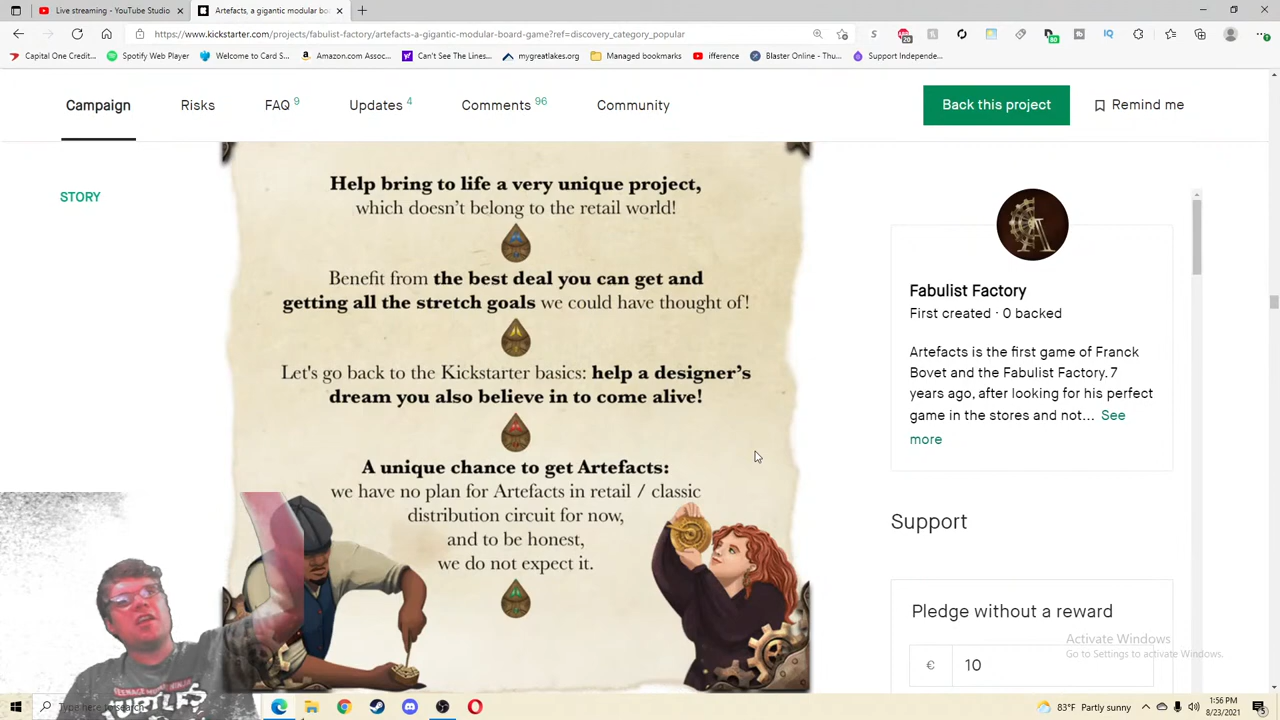 Live streaming - YouTube Studio
Artefacts, a gigantic modular bo
https://www.kickstarter.com/projects/fabulist-factory/artefacts-a-gigantic-modular-board-game?ref=discovery_category_popular
Capital One Credit...
Spotify Web Player
Welcome to Card S...
Amazon.com Assoc...
Can't See The Lines...
mygreatlakes.org
Managed bookmarks
ifference
Blaster Online - Thu...
Support Independe...
Campaign
Risks
FAQ 9
Updates 4
Comments 96
Community
Back this project
Remind me
STORY
Help bring to life a very unique project,
which doesn't belong to the retail world!
Benefit from the best deal you can get and
getting all the stretch goals we could have thought of!
Let's go back to the Kickstarter basics: help a designer's
dream you also believe in to come alive!
A unique chance to get Artefacts:
we have no plan for Artefacts in retail / classic
distribution circuit for now,
and to be honest,
we do not expect it.
Fabulist Factory
First created · 0 backed
Artefacts is the first game of Franck
Bovet and the Fabulist Factory. 7
years ago, after looking for his perfect
game in the stores and not... See
more
Support
Pledge without a reward
€ 10
Activate Windows
Go to Settings to activate Windows.
TEENAGE MUTANT NINJA
TURTLES
Type here to search
83°F Partly sunny
1:56 PM
8/23/2021